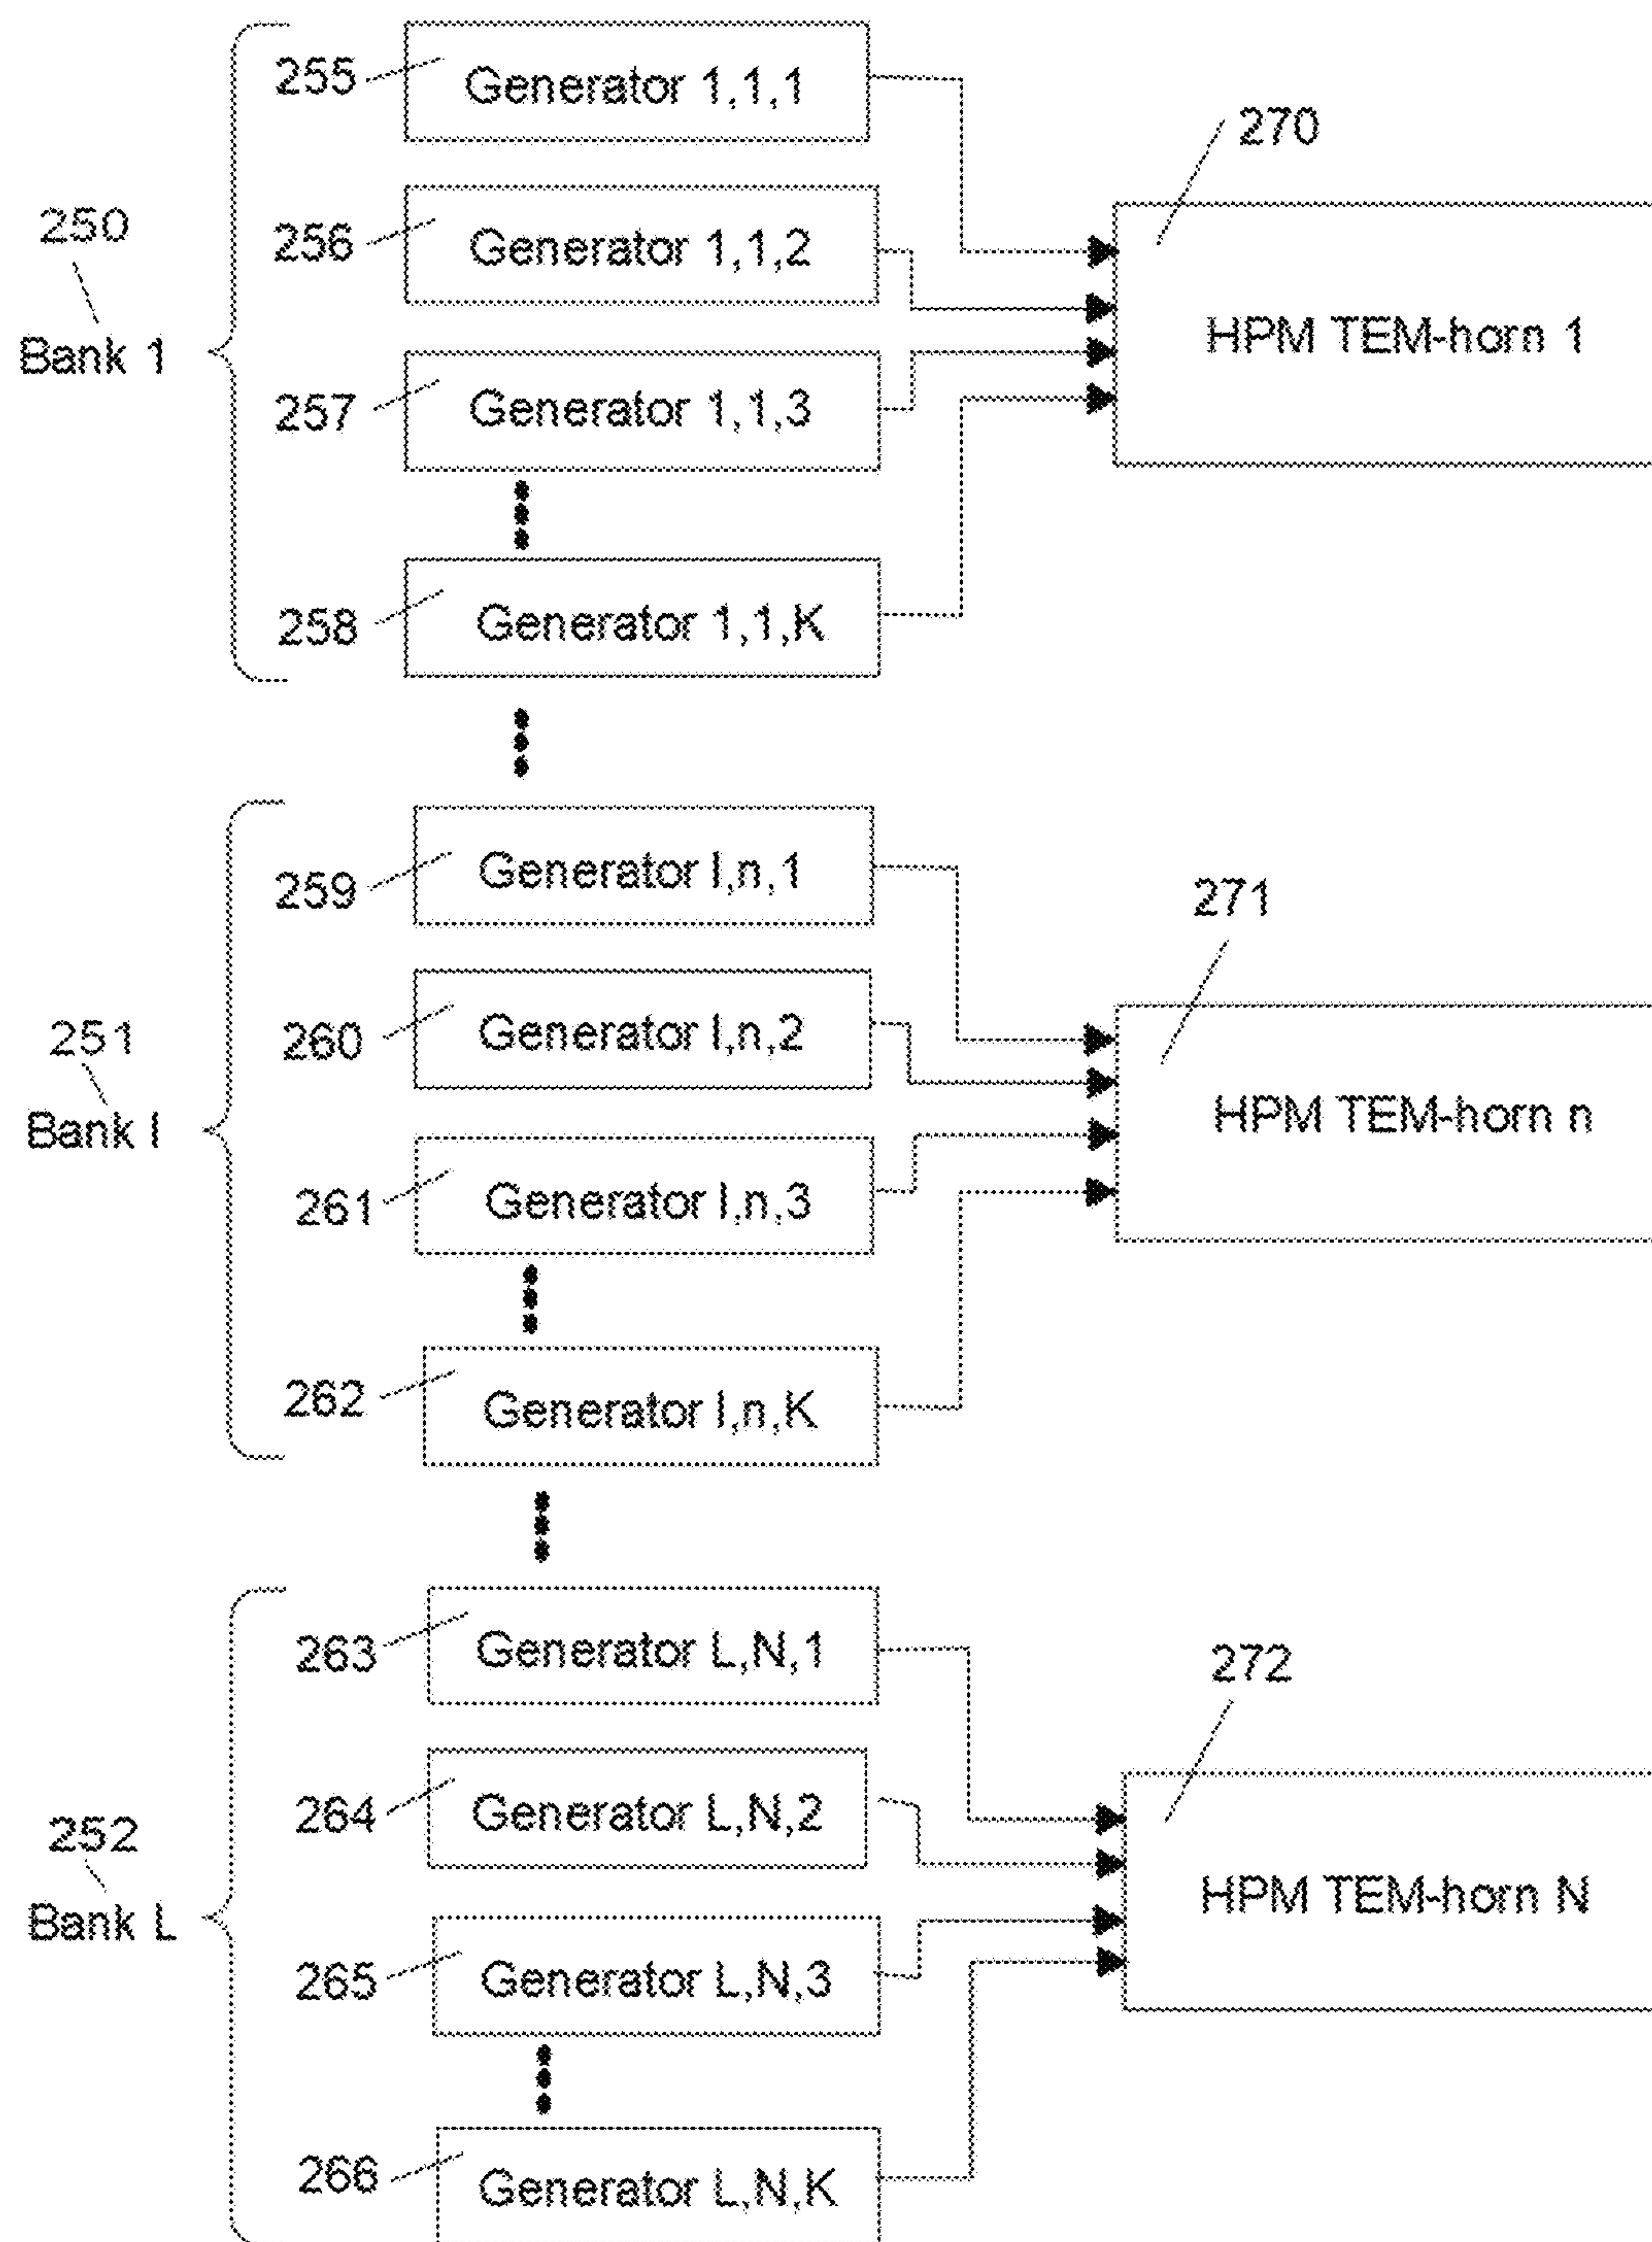 255
Generator 1,1,1
270
250
256
Generator 1,1,2
HPM TEM-horn 1
Bank 1
257
Generator 1,1,3
258
Generator 1,1,K
259
Generator l,n,1
271
251
260
Generator l,n,2
HPM TEM-horn n
Bank l
261
Generator l,n,3
262
Generator l,n,K
263
Generator L,N,1
272
252
264
Generator L,N,2
HPM TEM-horn N
Bank L
265
Generator L,N,3
266
Generator L,N,K